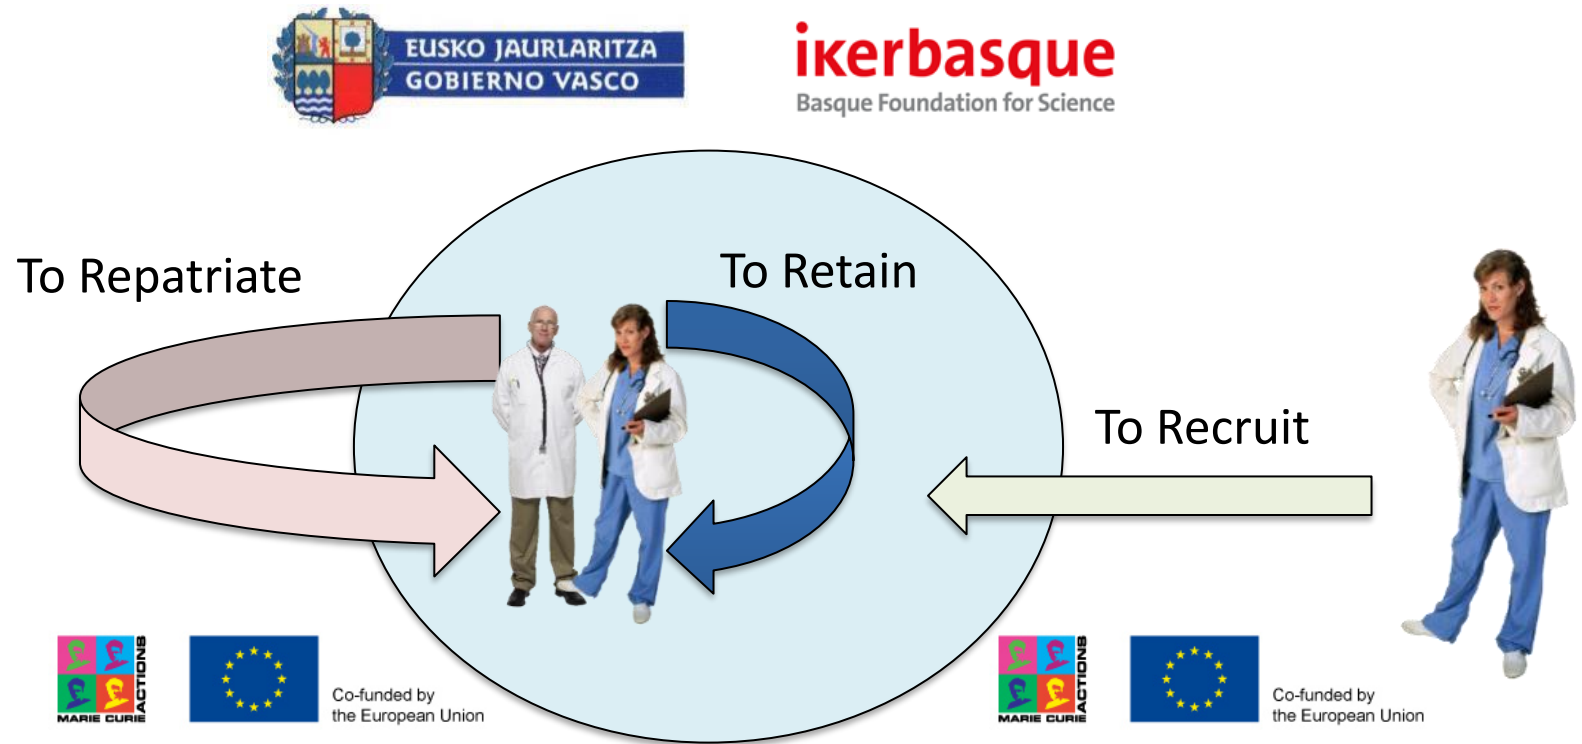 EUSKO JAURLARITZA
GOBIERNO VASCO
ikerbasque
Basque Foundation for Science
To Repatriate
To Retain
To Recruit
MARIE CURIE
ACTIONS
Co-funded by
the European Union
MARIE CURIE
ACTIONS
Co-funded by
the European Union